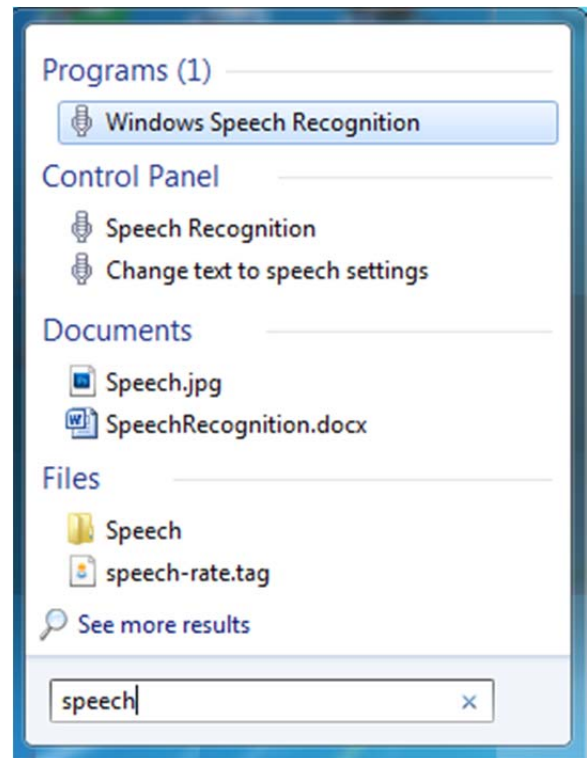 Programs (1)
Windows Speech Recognition
Control Panel
Speech Recognition
Change text to speech settings
Documents
Speech.jpg
SpeechRecognition.docx
Files
Speech
speech-rate.tag
See more results
speech